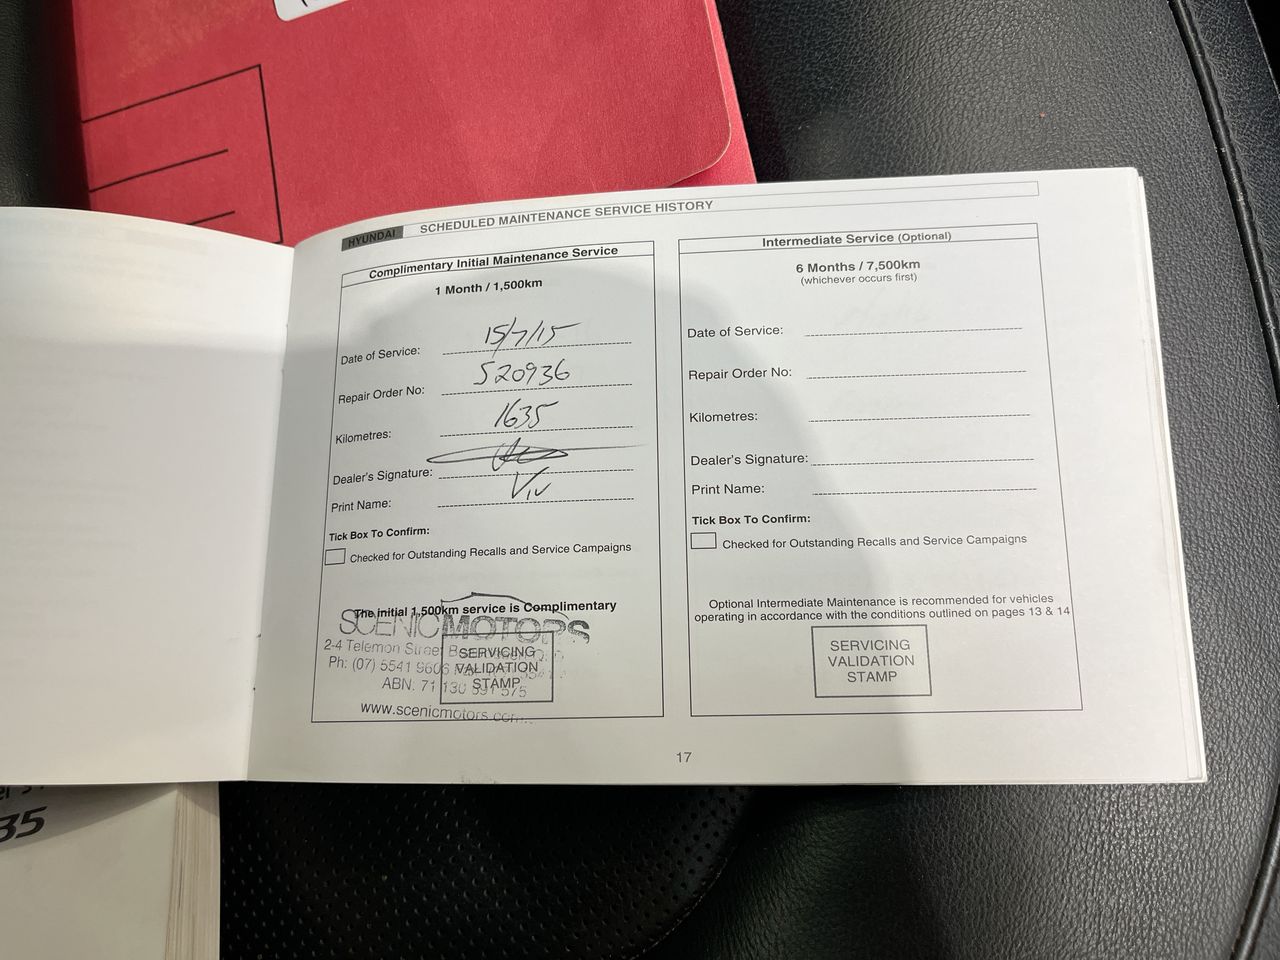 HYUNDAI SCHEDULED MAINTENANCE SERVICE HISTORY
Complimentary Initial Maintenance Service
1 Month / 1,500km
Date of Service: 15/7/15
Repair Order No: S20936
Kilometres: 1635
Dealer's Signature:
Print Name: Viv
Tick Box To Confirm:
Checked for Outstanding Recalls and Service Campaigns
The initial 1,500km service is Complimentary
SCENIC MOTORS
2-4 Telemon Street
Ph: (07) 5541 9606
SERVICING
VALIDATION
STAMP
ABN. 71 130 591 575
www.scenicmotors.com
Intermediate Service (Optional)
6 Months / 7,500km
(whichever occurs first)
Date of Service:
Repair Order No:
Kilometres:
Dealer's Signature:
Print Name:
Tick Box To Confirm:
Checked for Outstanding Recalls and Service Campaigns
Optional Intermediate Maintenance is recommended for vehicles
operating in accordance with the conditions outlined on pages 13 & 14
SERVICING
VALIDATION
STAMP
17
35